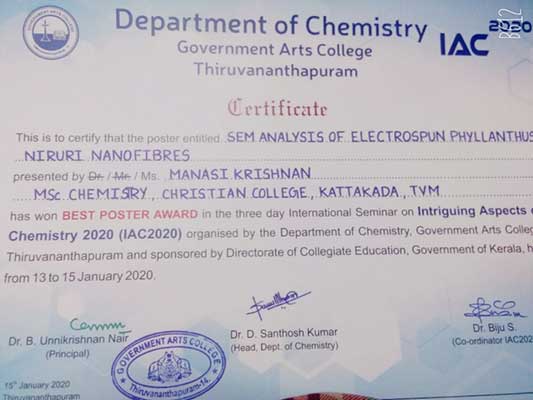 Department of Chemistry
Government Arts College
Thiruvananthapuram
IAC 2020
Certificate
This is to certify that the poster entitled SEM ANALYSIS OF ELECTROSPUN PHYLLANTHUS
NIRURI NANOFIBRES
presented by Dr. / Mr. / Ms. MANASI KRISHNAN
MSc CHEMISTRY, CHRISTIAN COLLEGE, KATTAKADA, TVM
has won BEST POSTER AWARD in the three day International Seminar on Intriguing Aspects o
Chemistry 2020 (IAC2020) organised by the Department of Chemistry, Government Arts Colleg
Thiruvananthapuram and sponsored by Directorate of Collegiate Education, Government of Kerala, h
from 13 to 15 January 2020.
Dr. B. Unnikrishnan Nair
(Principal)
Dr. D. Santhosh Kumar
(Head, Dept. of Chemistry)
Dr. Biju S.
(Co-ordinator IAC202
GOVERNMENT ARTS COLLEGE
Thiruvananthapuram-14
15th January 2020
Thiruvananthapuram